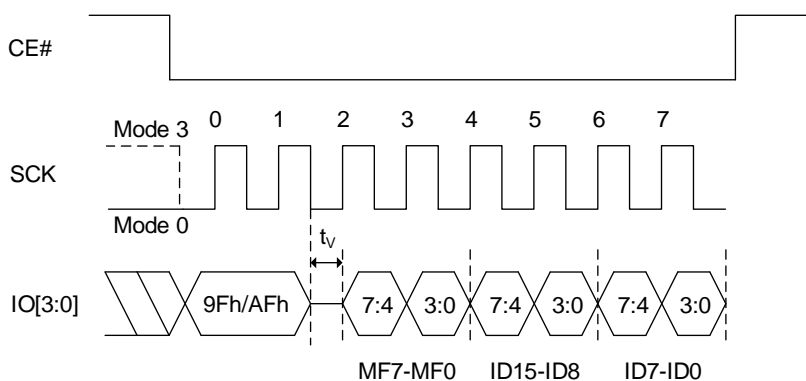 CE#
Mode 3 0 1 2 3 4 5 6 7
SCK
Mode 0
tV
IO[3:0] 9Fh/AFh 7:4 3:0 7:4 3:0 7:4 3:0
MF7-MF0 ID15-ID8 ID7-ID0